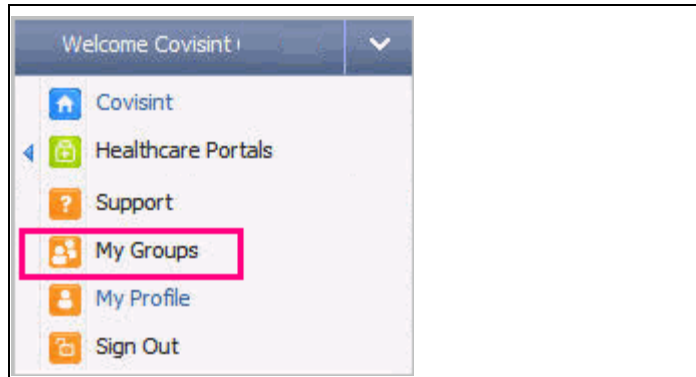 Welcome Covisint
Covisint
Healthcare Portals
Support
My Groups
My Profile
Sign Out